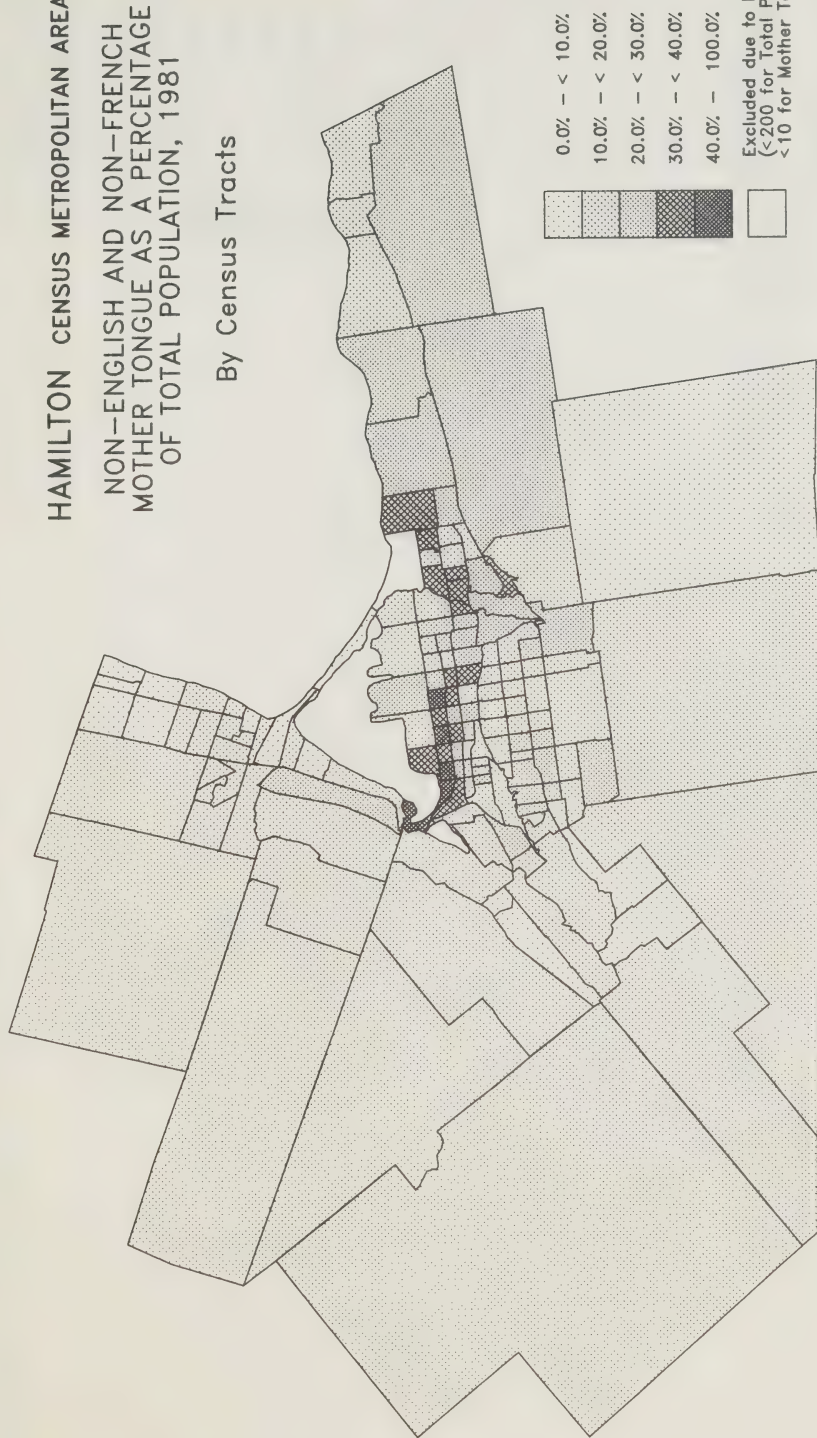 HAMILTON CENSUS METROPOLITAN AREA
NON-ENGLISH AND NON-FRENCH
MOTHER TONGUE AS A PERCENTAGE
OF TOTAL POPULATION, 1981
By Census Tracts
0.0% - < 10.0%
10.0% - < 20.0%
20.0% - < 30.0%
30.0% - < 40.0%
40.0% - 100.0%
Excluded due to
(<200 for Total
<10 for Mother